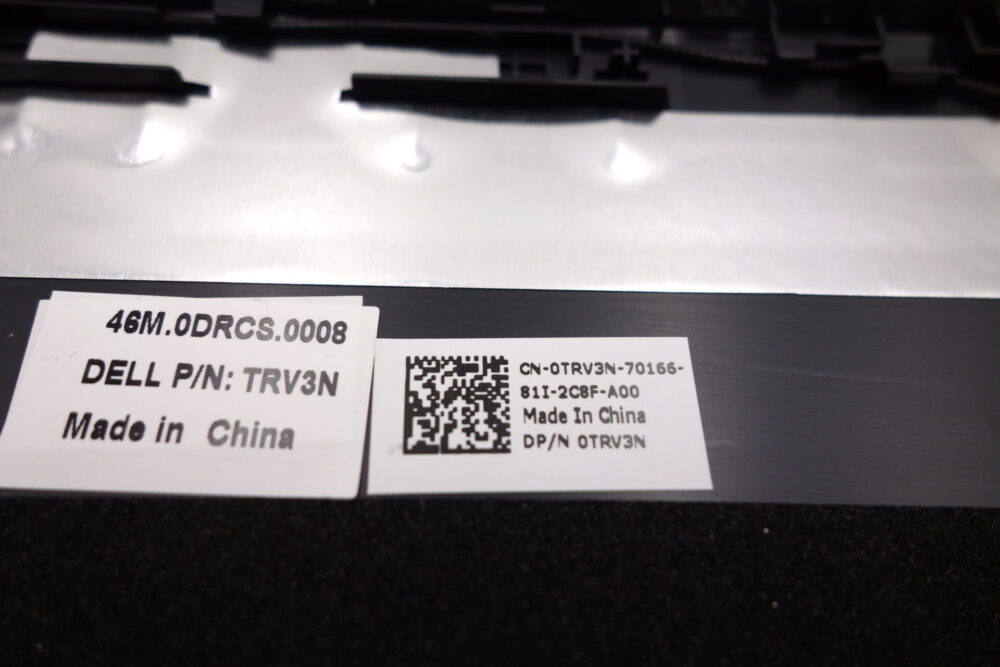 46M.0DRCS.0008
DELL P/N: TRV3N
Made in China
CN-0TRV3N-70166-
81I-2C8F-A00
Made In China
DP/N 0TRV3N